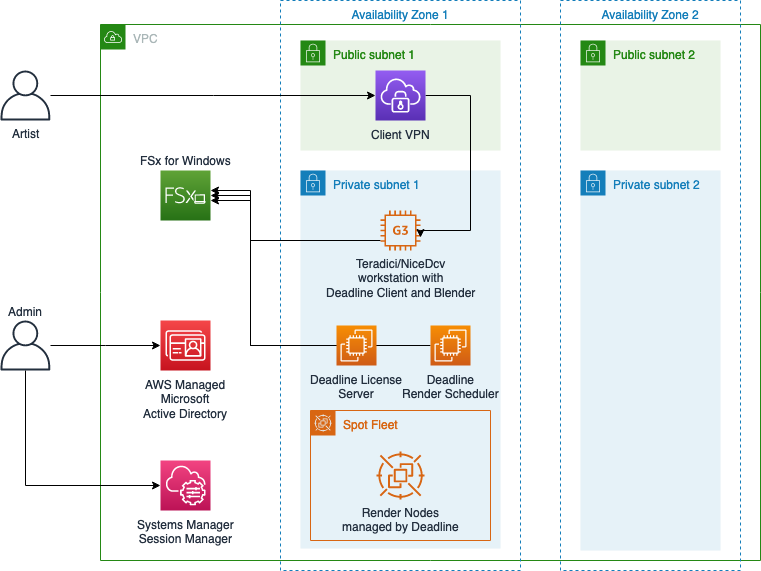 Availability Zone 1
Availability Zone 2
VPC
Public subnet 1
Public subnet 2
Artist
Client VPN
FSx for Windows
FSx
Private subnet 1
Private subnet 2
G3
Teradici/NiceDcv
workstation with
Deadline Client and Blender
Admin
AWS Managed
Microsoft
Active Directory
Deadline License
Server
Deadline
Render Scheduler
Spot Fleet
Render Nodes
managed by Deadline
Systems Manager
Session Manager